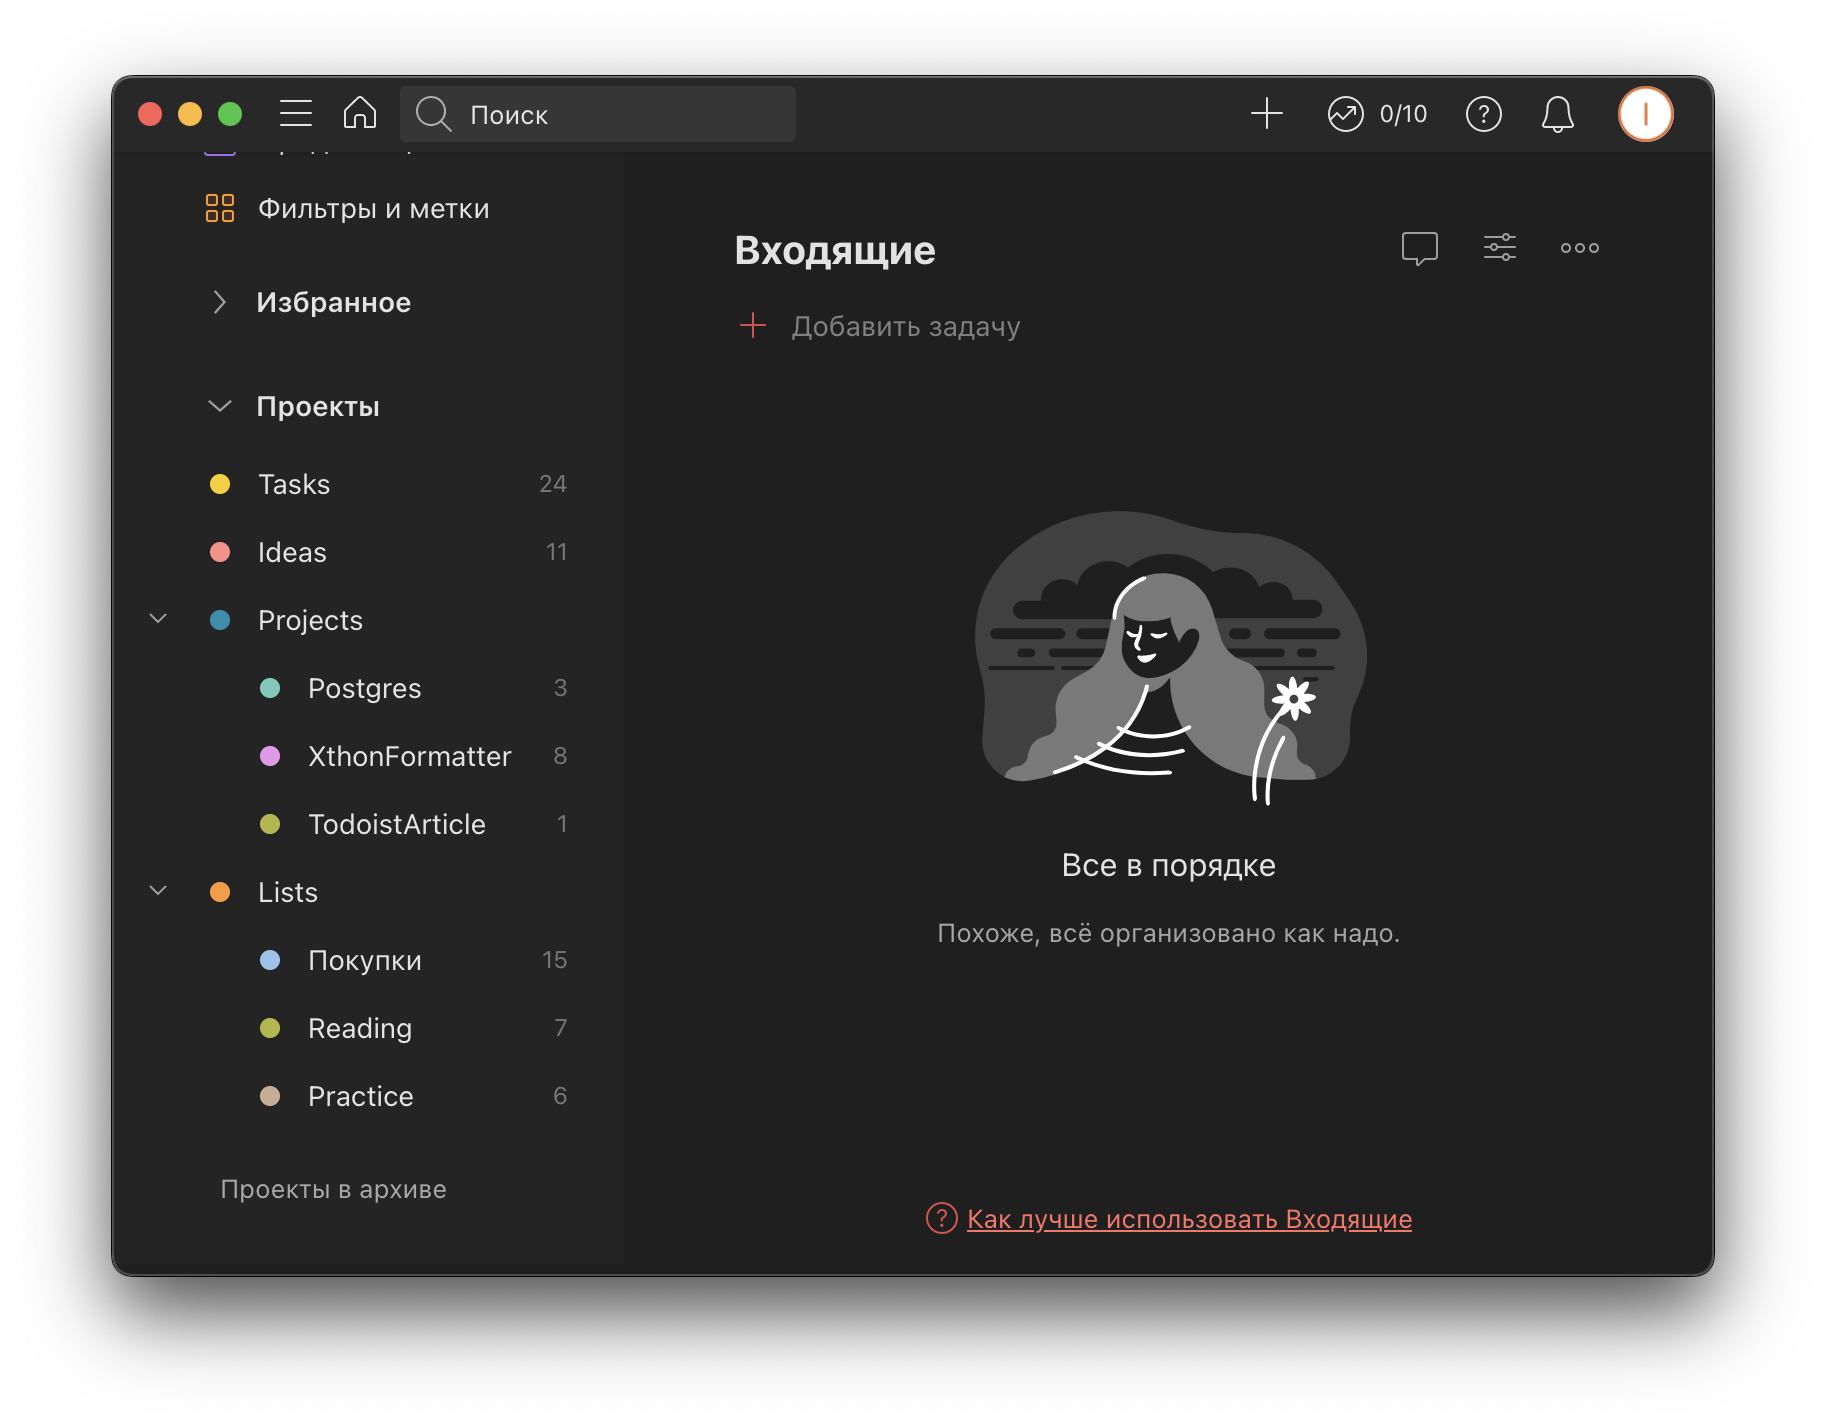 Поиск
0/10
Фильтры и метки
Избранное
Проекты
Tasks 24
Ideas 11
Projects
Postgres 3
XthonFormatter 8
TodoistArticle 1
Lists
Покупки 15
Reading 7
Practice 6
Проекты в архиве
Входящие
Добавить задачу
Все в порядке
Похоже, всё организовано как надо.
Как лучше использовать Входящие